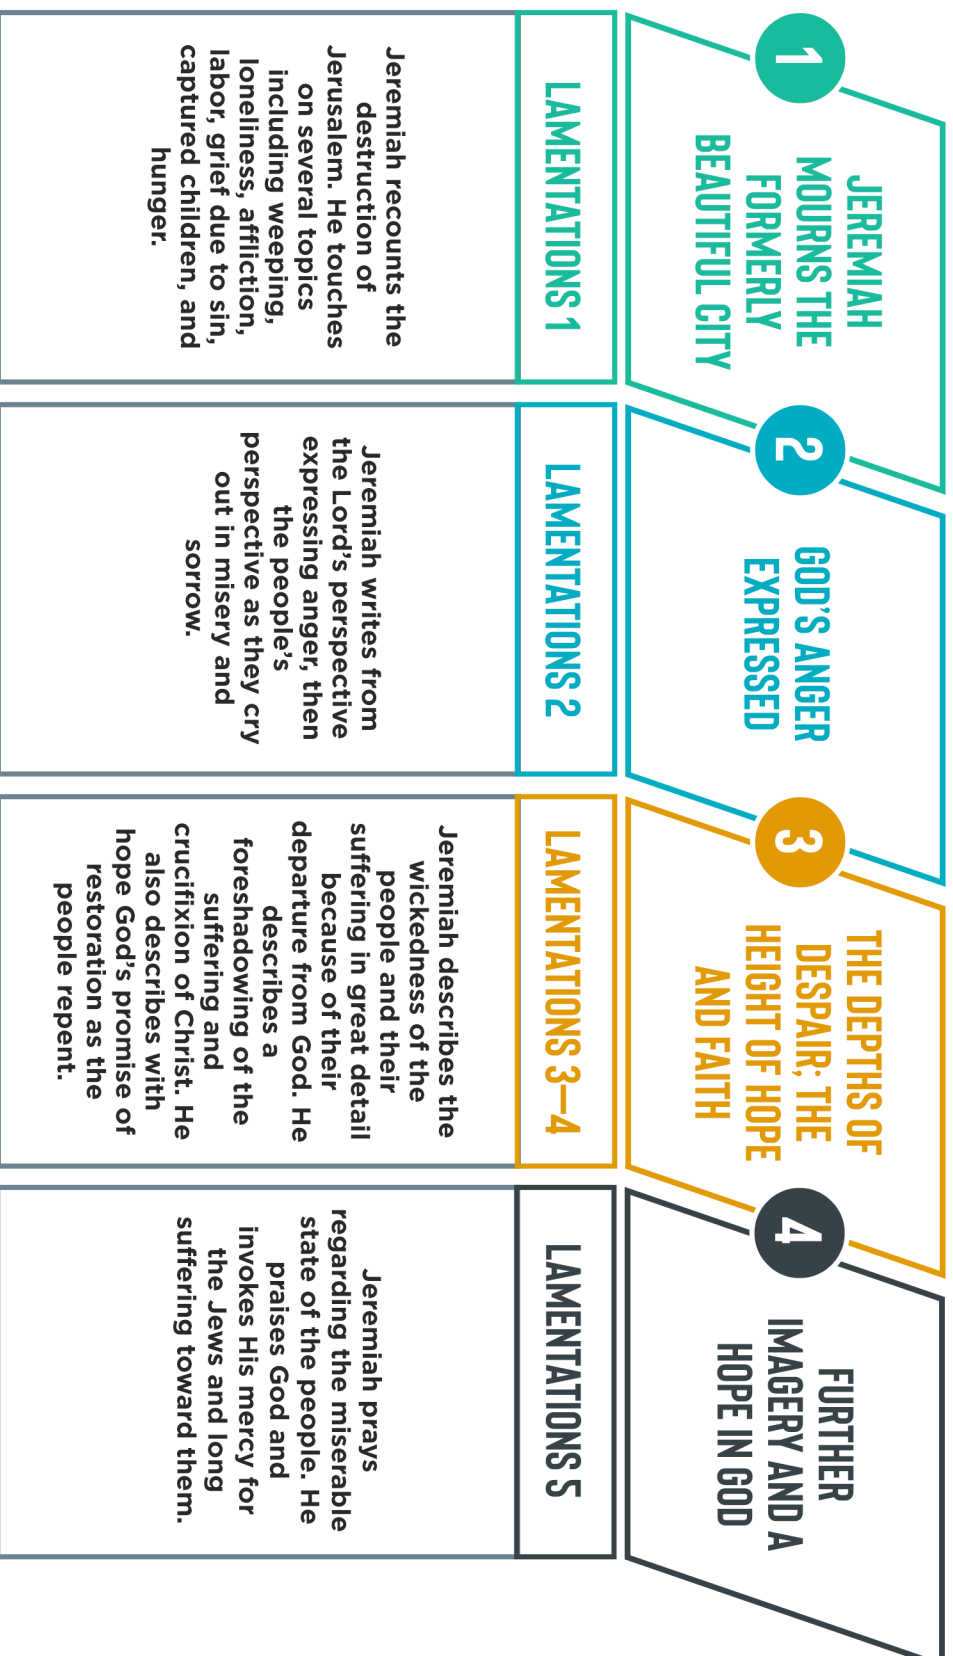 1
JEREMIAH
MOURNS THE
FORMERLY
BEAUTIFUL CITY
LAMENTATIONS 1
Jeremiah recounts the
destruction of
Jerusalem. He touches
on several topics
including weeping,
loneliness, affliction,
labor, grief due to sin,
captured children, and
hunger.
2
GOD'S ANGER
EXPRESSED
LAMENTATIONS 2
Jeremiah writes from
the Lord's perspective
expressing anger, then
the people's
perspective as they cry
out in misery and
sorrow.
3
THE DEPTHS OF
DESPAIR; THE
HEIGHT OF HOPE
AND FAITH
LAMENTATIONS 3—4
Jeremiah describes the
wickedness of the
people and their
suffering in great detail
because of their
departure from God. He
describes a
foreshadowing of the
suffering and
crucifixion of Christ. He
also describes with
hope God's promise of
restoration as the
people repent.
4
FURTHER
IMAGERY AND A
HOPE IN GOD
LAMENTATIONS 5
Jeremiah prays
regarding the miserable
state of the people. He
praises God and
invokes His mercy for
the Jews and long
suffering toward them.